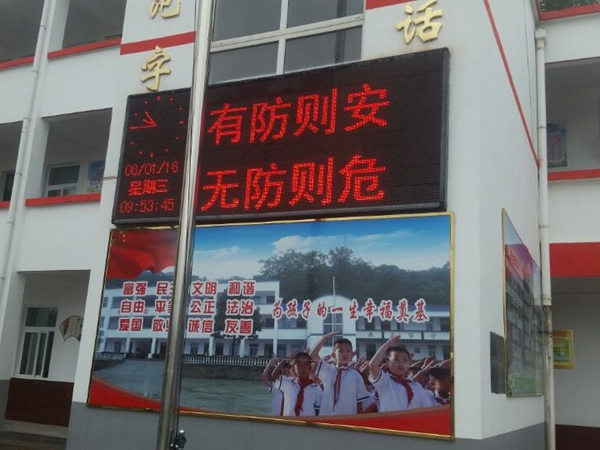 范字
话
有防则安
无防则危
06/01/16
星期三
09:53:45
富强 民主 文明 和谐
自由 平等 公正 法治
爱国 敬业 诚信 友善
为孩子的一生幸福奠基